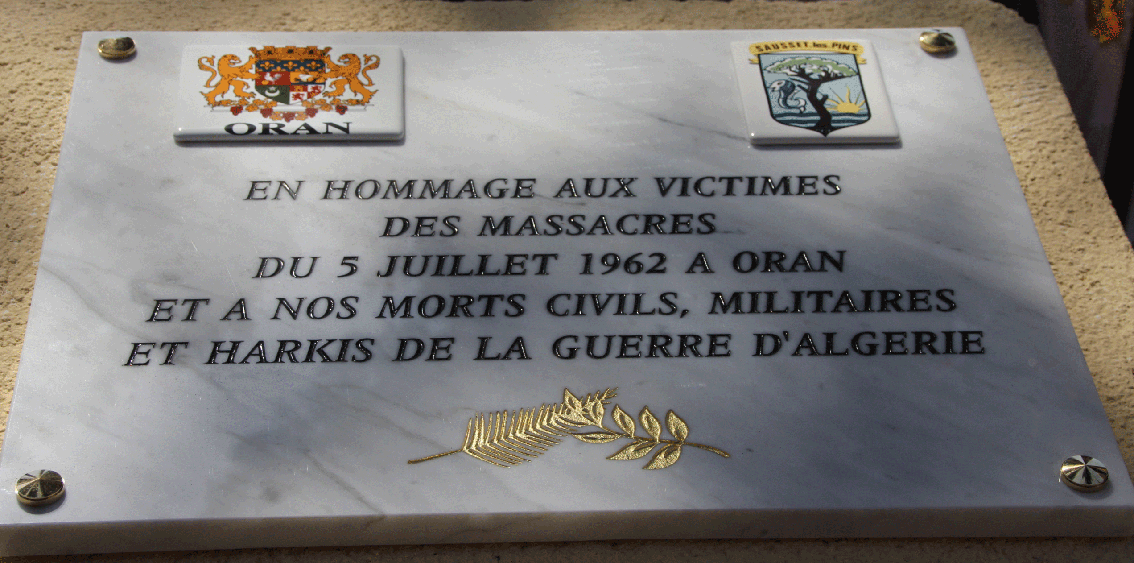 ORAN
SAUSSET les PINS
EN HOMMAGE AUX VICTIMES
DES MASSACRES
DU 5 JUILLET 1962 A ORAN
ET A NOS MORTS CIVILS, MILITAIRES
ET HARKIS DE LA GUERRE D'ALGERIE